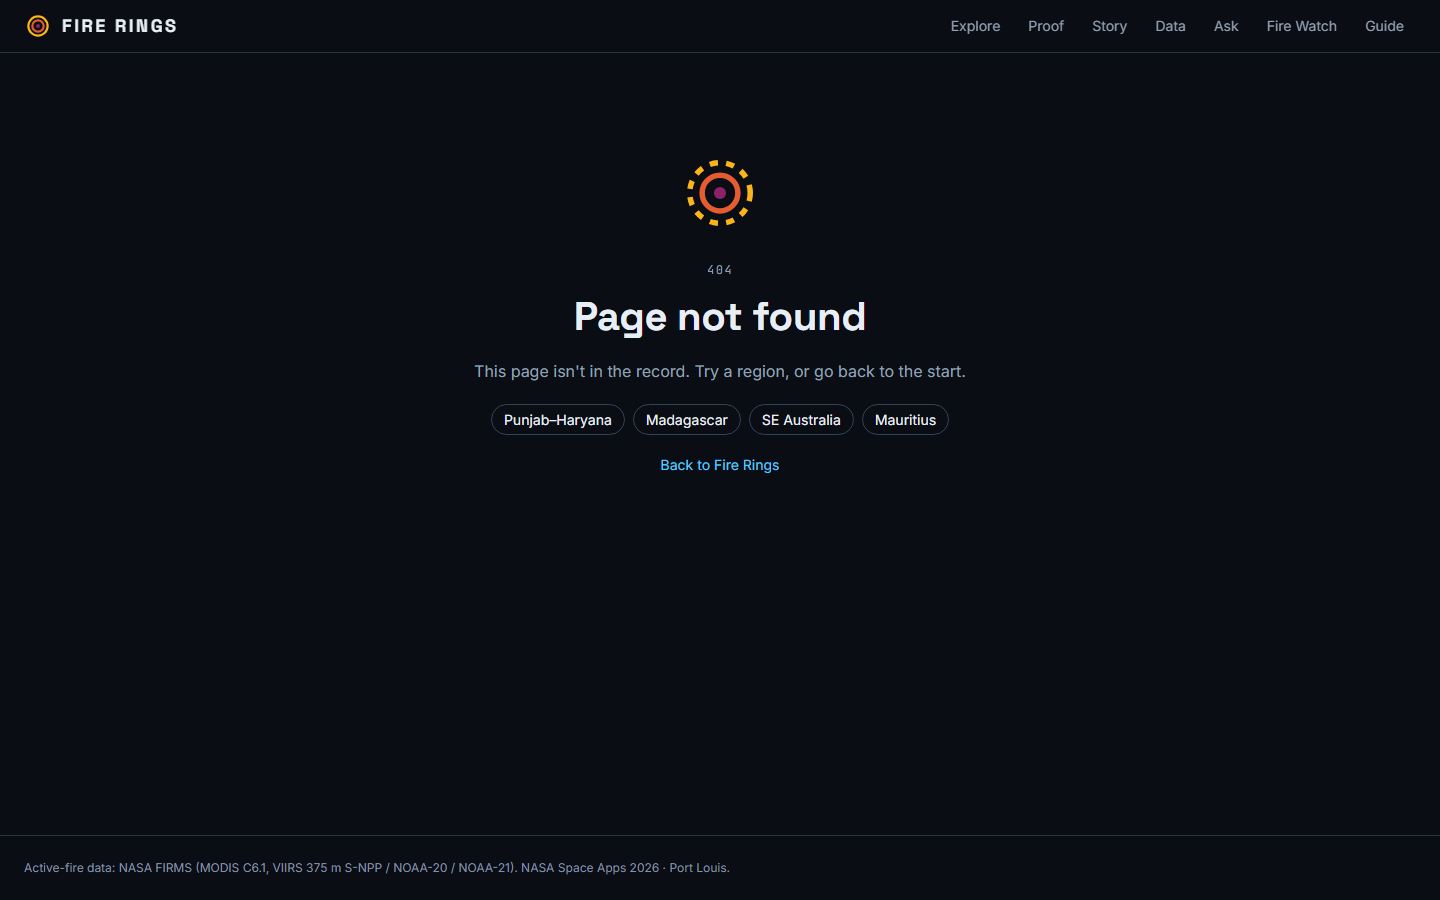 FIRE RINGS
Explore Proof Story Data Ask Fire Watch Guide
404
Page not found
This page isn't in the record. Try a region, or go back to the start.
Punjab–Haryana Madagascar SE Australia Mauritius
Back to Fire Rings
Active-fire data: NASA FIRMS (MODIS C6.1, VIIRS 375 m S-NPP / NOAA-20 / NOAA-21). NASA Space Apps 2026 · Port Louis.